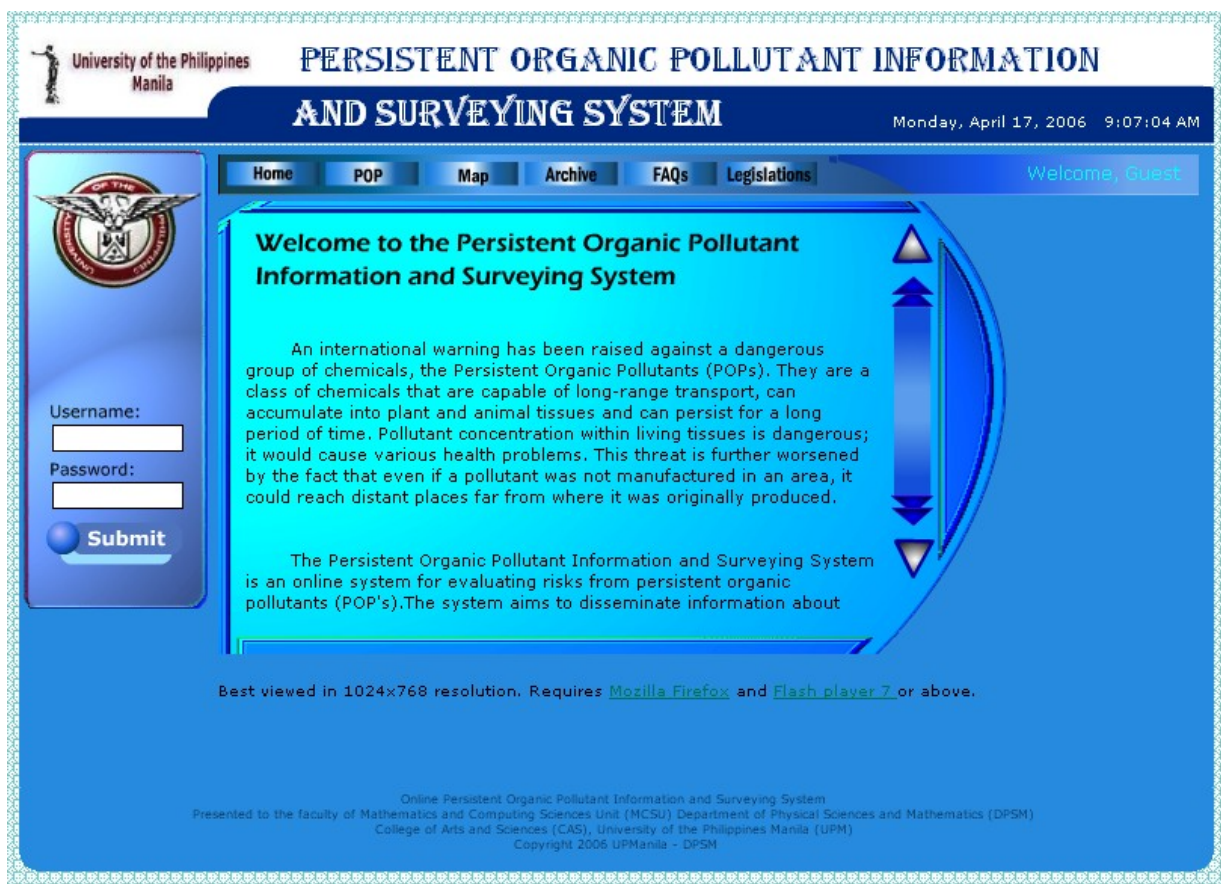 University of the Philippines
Manila
PERSISTENT ORGANIC POLLUTANT INFORMATION
AND SURVEYING SYSTEM
Monday, April 17, 2006 9:07:04 AM
Home POP Map Archive FAQs Legislations
Welcome, Guest
UNIVERSITY OF THE PHILIPPINES
Username:
Password:
Submit
Welcome to the Persistent Organic Pollutant
Information and Surveying System
An international warning has been raised against a dangerous
group of chemicals, the Persistent Organic Pollutants (POPs). They are a
class of chemicals that are capable of long-range transport, can
accumulate into plant and animal tissues and can persist for a long
period of time. Pollutant concentration within living tissues is dangerous;
it would cause various health problems. This threat is further worsened
by the fact that even if a pollutant was not manufactured in an area, it
could reach distant places far from where it was originally produced.
The Persistent Organic Pollutant Information and Surveying System
is an online system for evaluating risks from persistent organic
pollutants (POP's).The system aims to disseminate information about
Best viewed in 1024x768 resolution. Requires Mozilla Firefox and Flash player 7 or above.
Online Persistent Organic Pollutant Information and Surveying System
Presented to the faculty of Mathematics and Computing Sciences Unit (MCSU) Department of Physical Sciences and Mathematics (DPSM)
College of Arts and Sciences (CAS), University of the Philippines Manila (UPM)
Copyright 2006 UPManila - DPSM